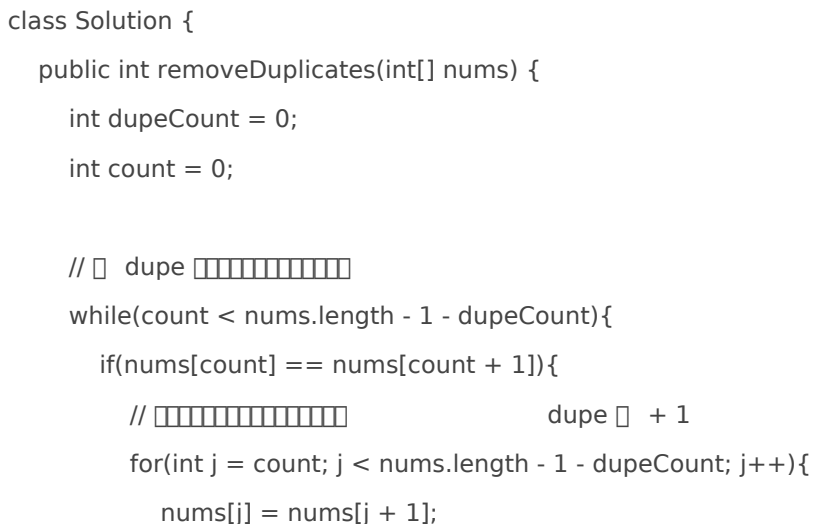 class Solution {
public int removeDuplicates(int[] nums) {
int dupeCount = 0;
int count = 0;
// dupe
while(count < nums.length - 1 - dupeCount){
if(nums[count] == nums[count + 1]){
// dupe + 1
for(int j = count; j < nums.length - 1 - dupeCount; j++){
nums[j] = nums[j + 1];